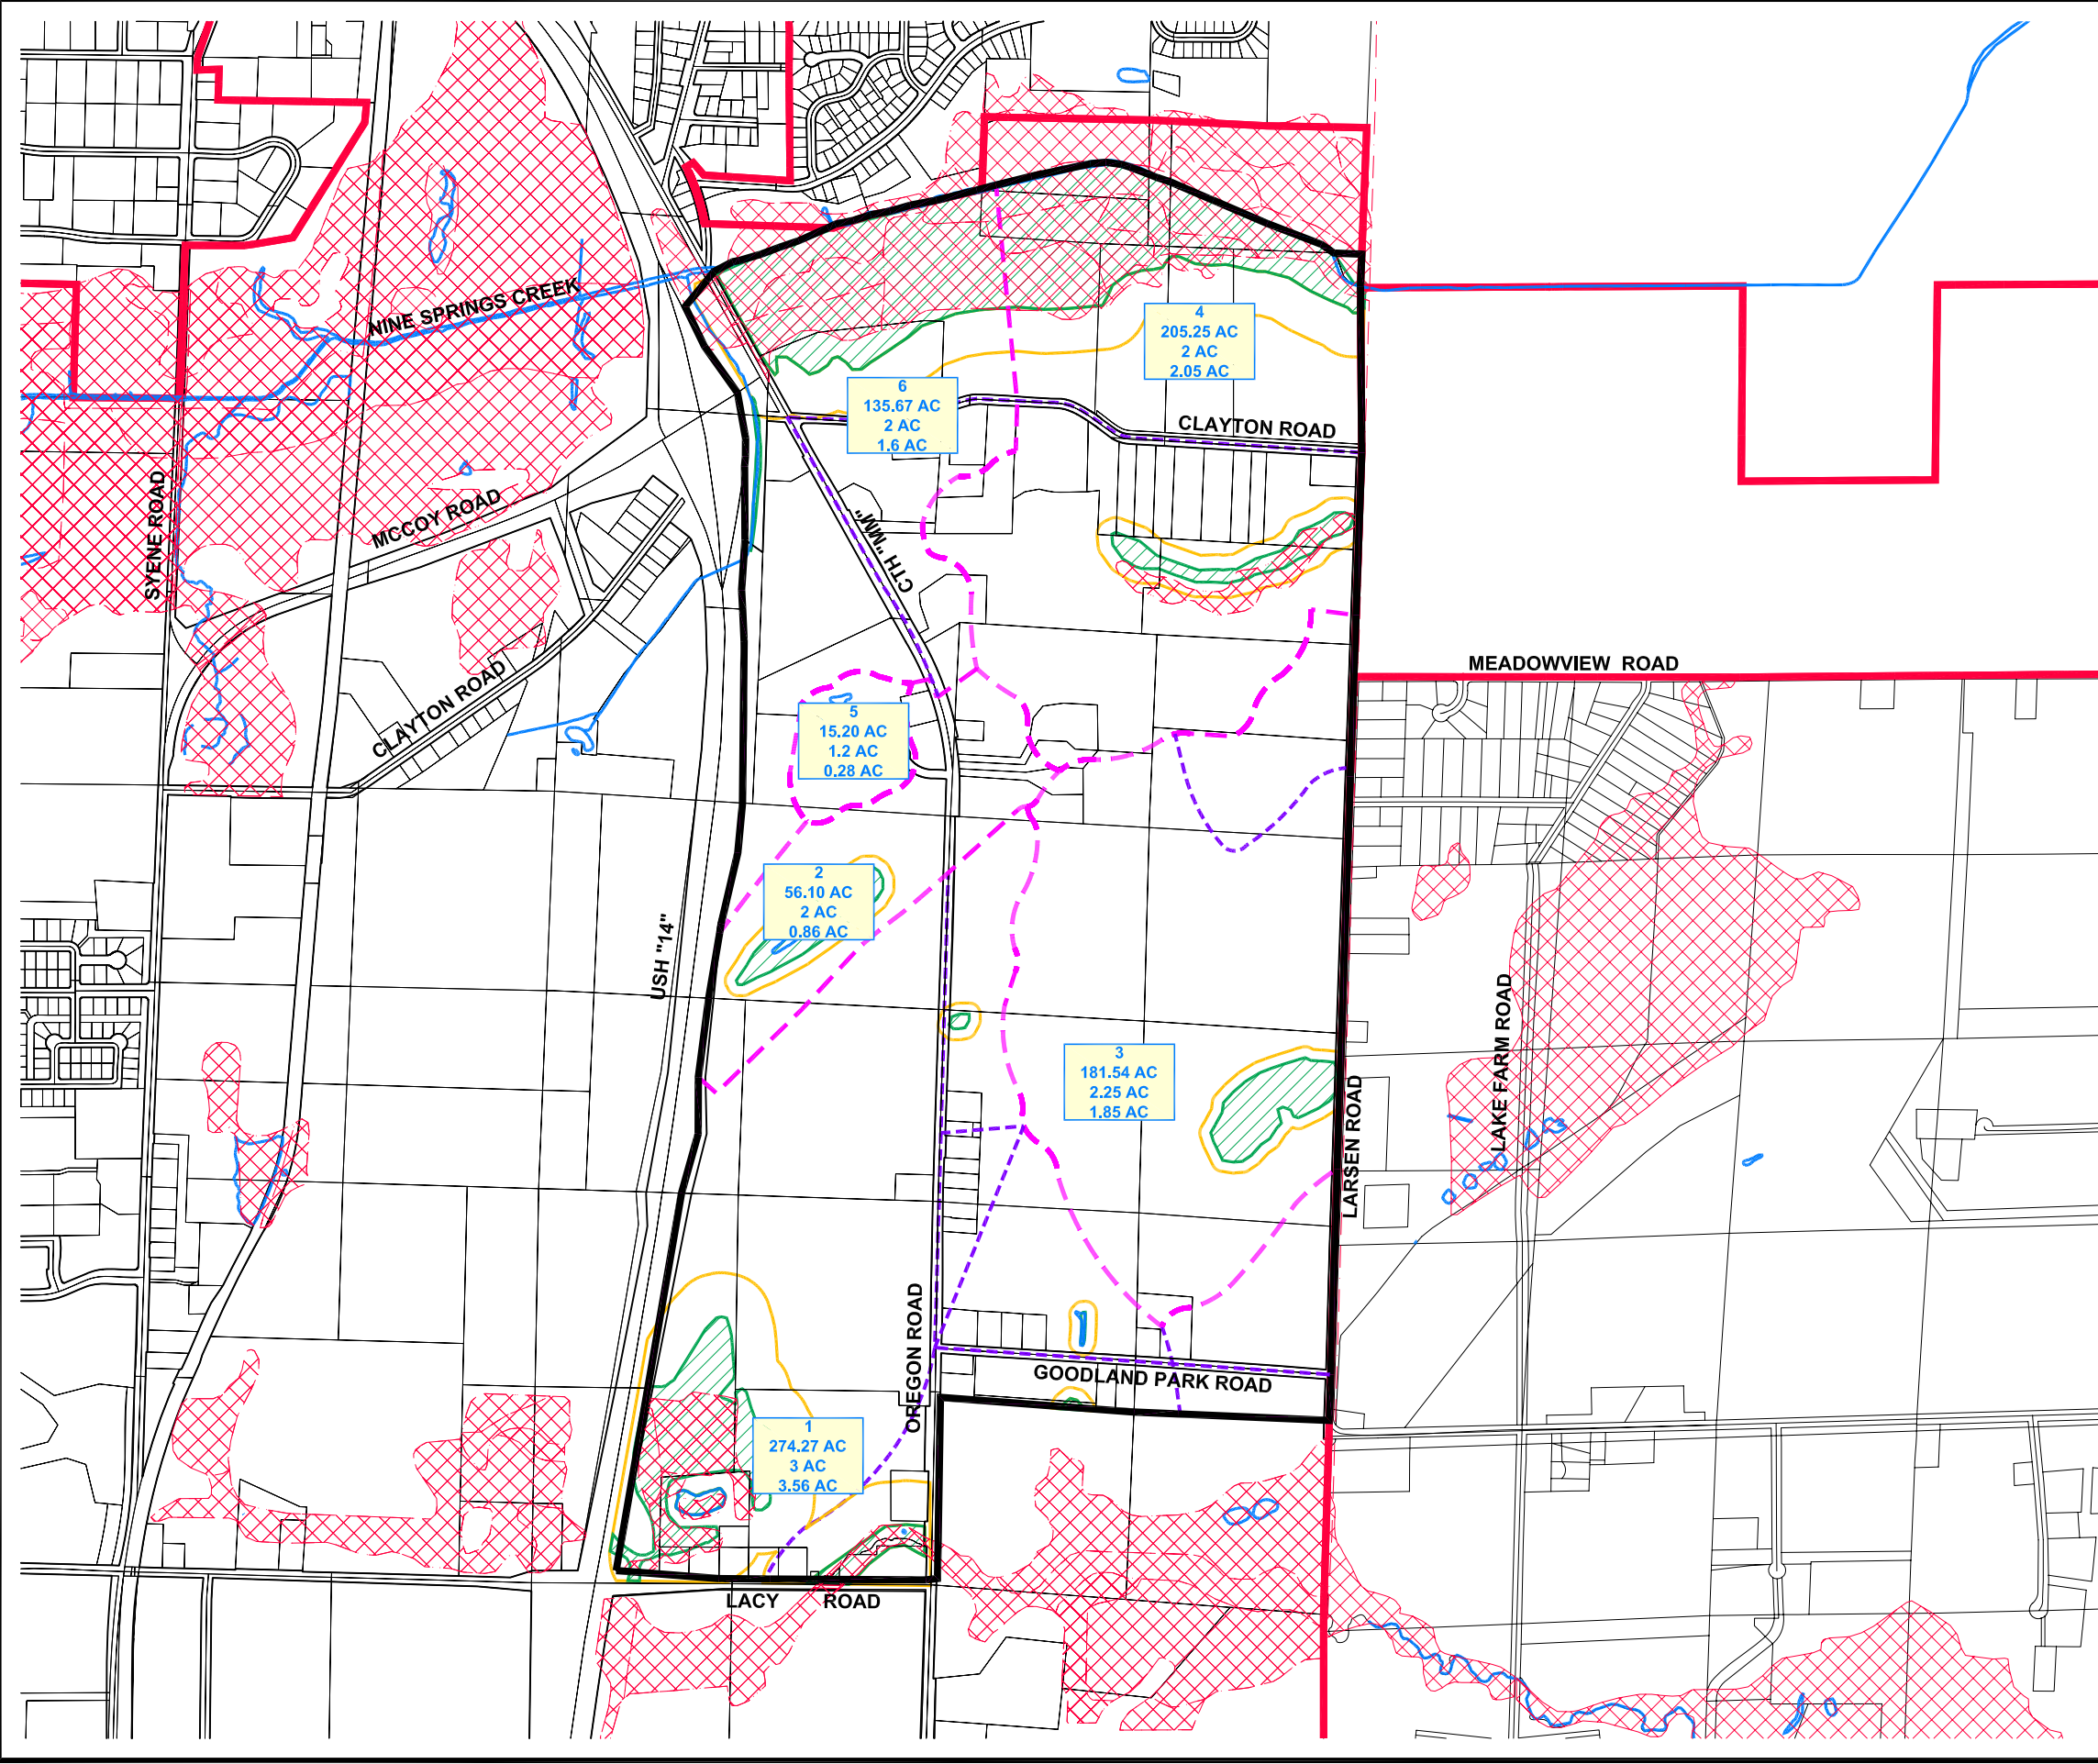 NINE SPRINGS CREEK
4
205.25 AC
2 AC
2.05 AC
6
135.67 AC
2 AC
1.6 AC
CLAYTON ROAD
SYENE ROAD
MCCOY ROAD
CTH "MM"
MEADOWVIEW ROAD
CLAYTON ROAD
5
15.20 AC
1.2 AC
0.28 AC
2
56.10 AC
2 AC
0.86 AC
USH "14"
3
181.54 AC
2.25 AC
1.85 AC
LARSEN ROAD
LAKE FARM ROAD
OREGON ROAD
GOODLAND PARK ROAD
1
274.27 AC
3 AC
3.56 AC
LACY ROAD